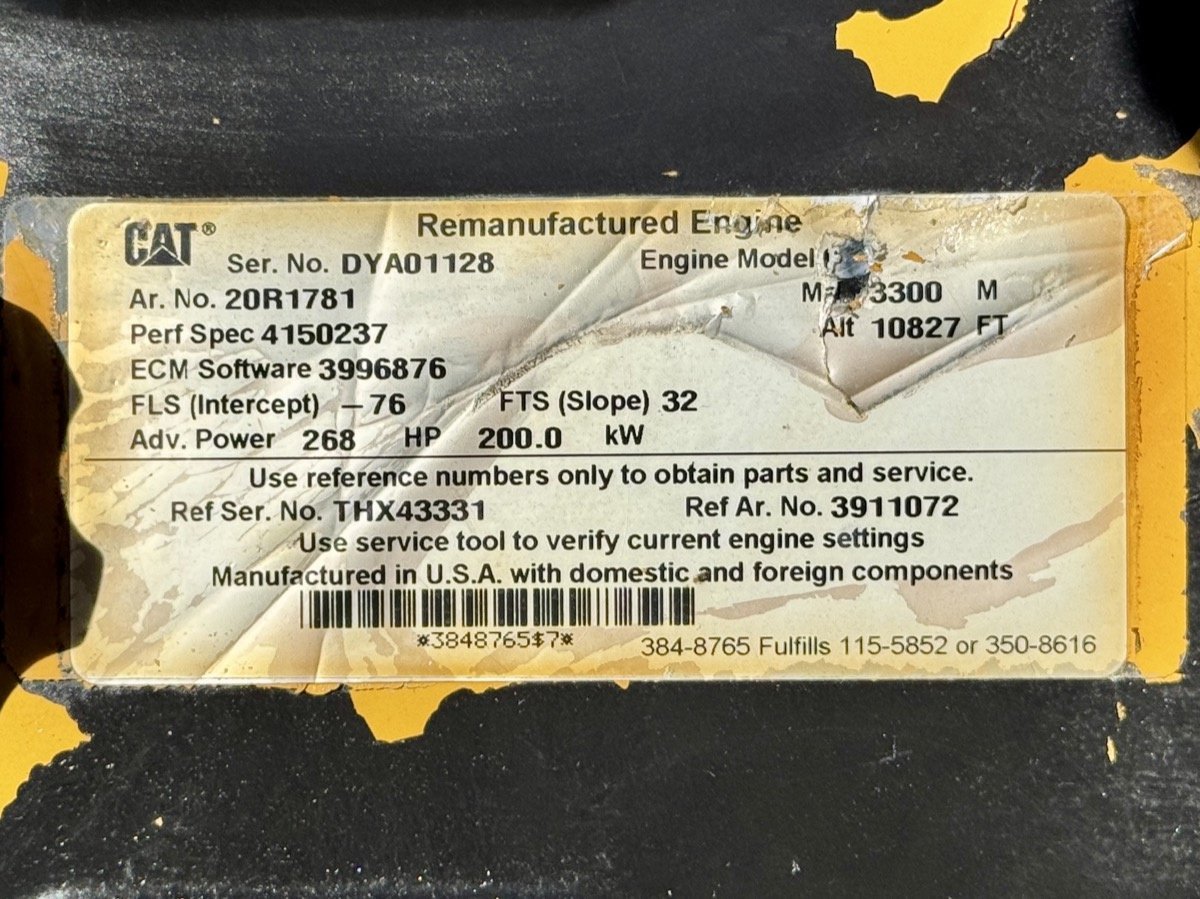 Remanufactured Engine
CAT®
Ser. No. DYA01128 Engine Model
Ar. No. 20R1781 3300 M
Perf Spec 4150237 Alt 10827 FT
ECM Software 3996876
FLS (Intercept) –76 FTS (Slope) 32
Adv. Power 268 HP 200.0 kW
Use reference numbers only to obtain parts and service.
Ref Ser. No. THX43331 Ref Ar. No. 3911072
Use service tool to verify current engine settings
Manufactured in U.S.A. with domestic and foreign components
*3848765$7*
384-8765 Fulfills 115-5852 or 350-8616